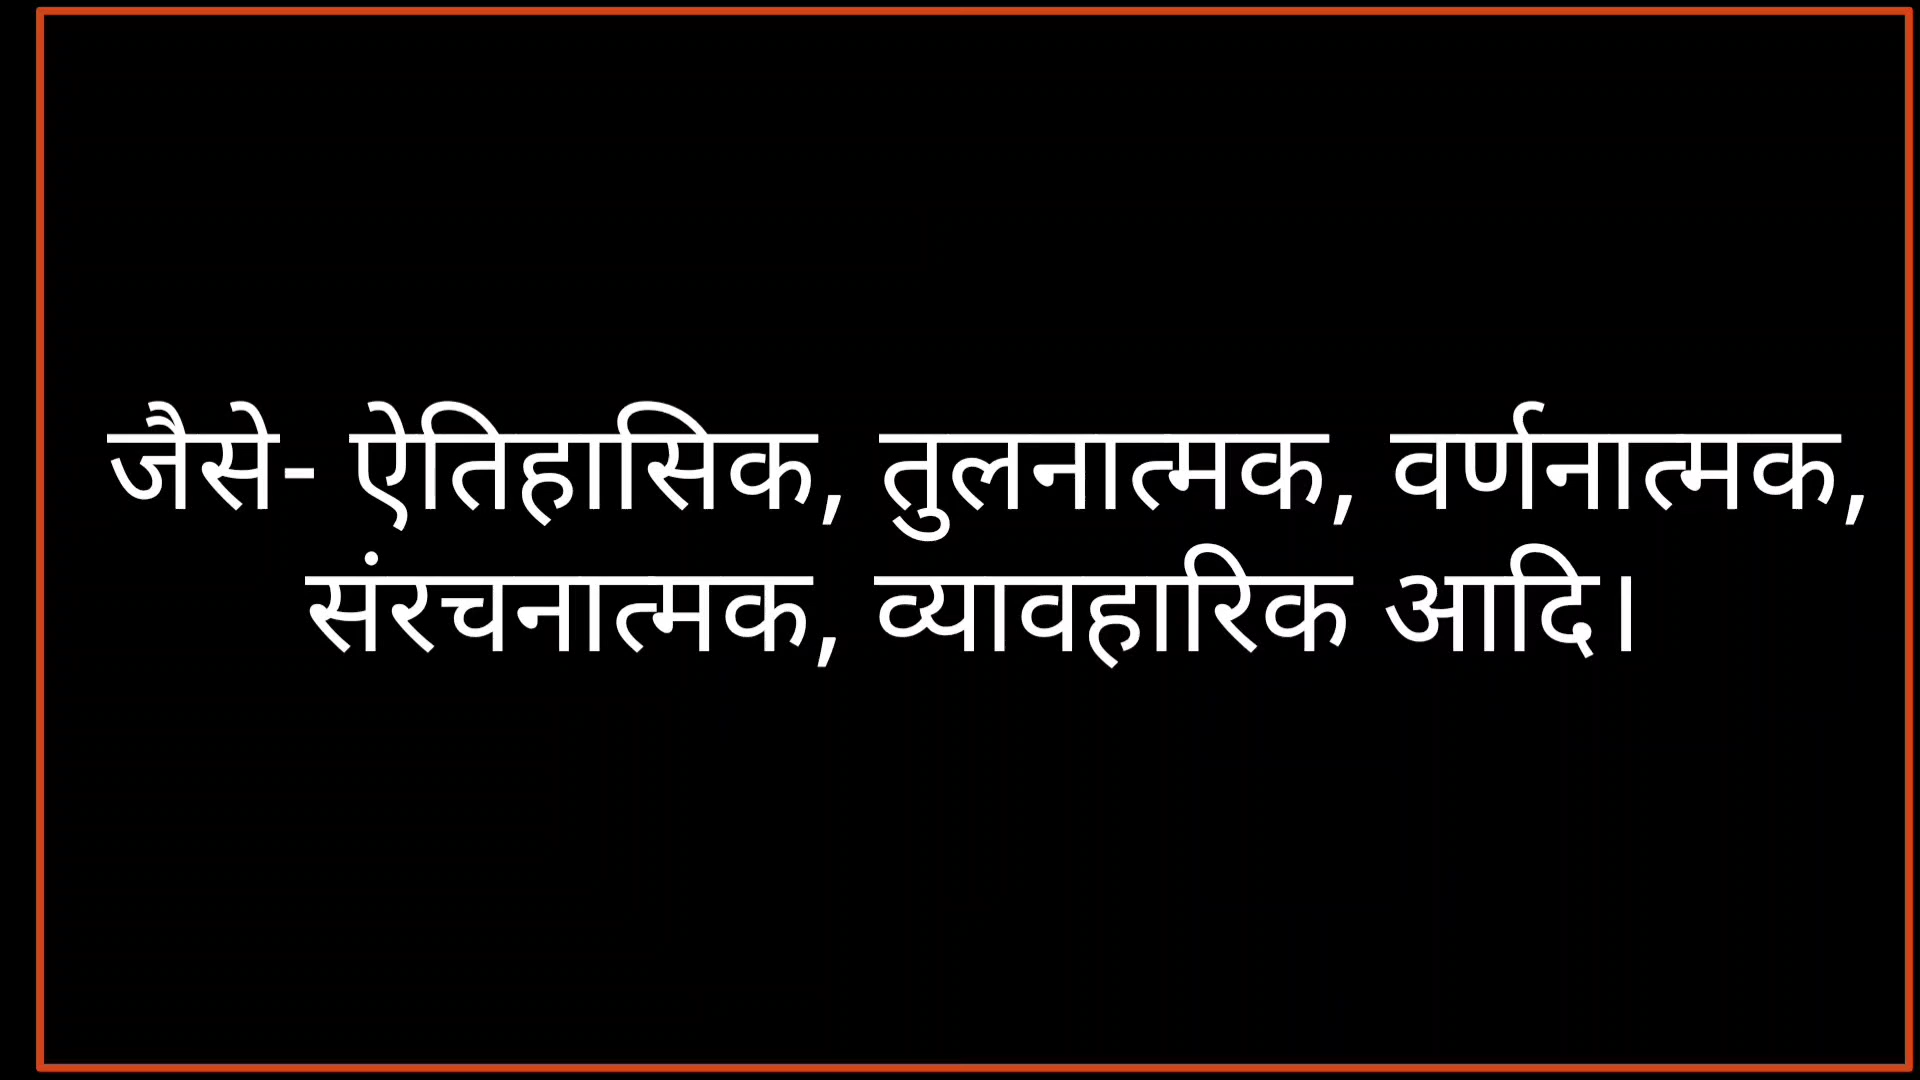 जैसे- ऐतिहासिक, तुलनात्मक, वर्णनात्मक,
संरचनात्मक, व्यावहारिक आदि।